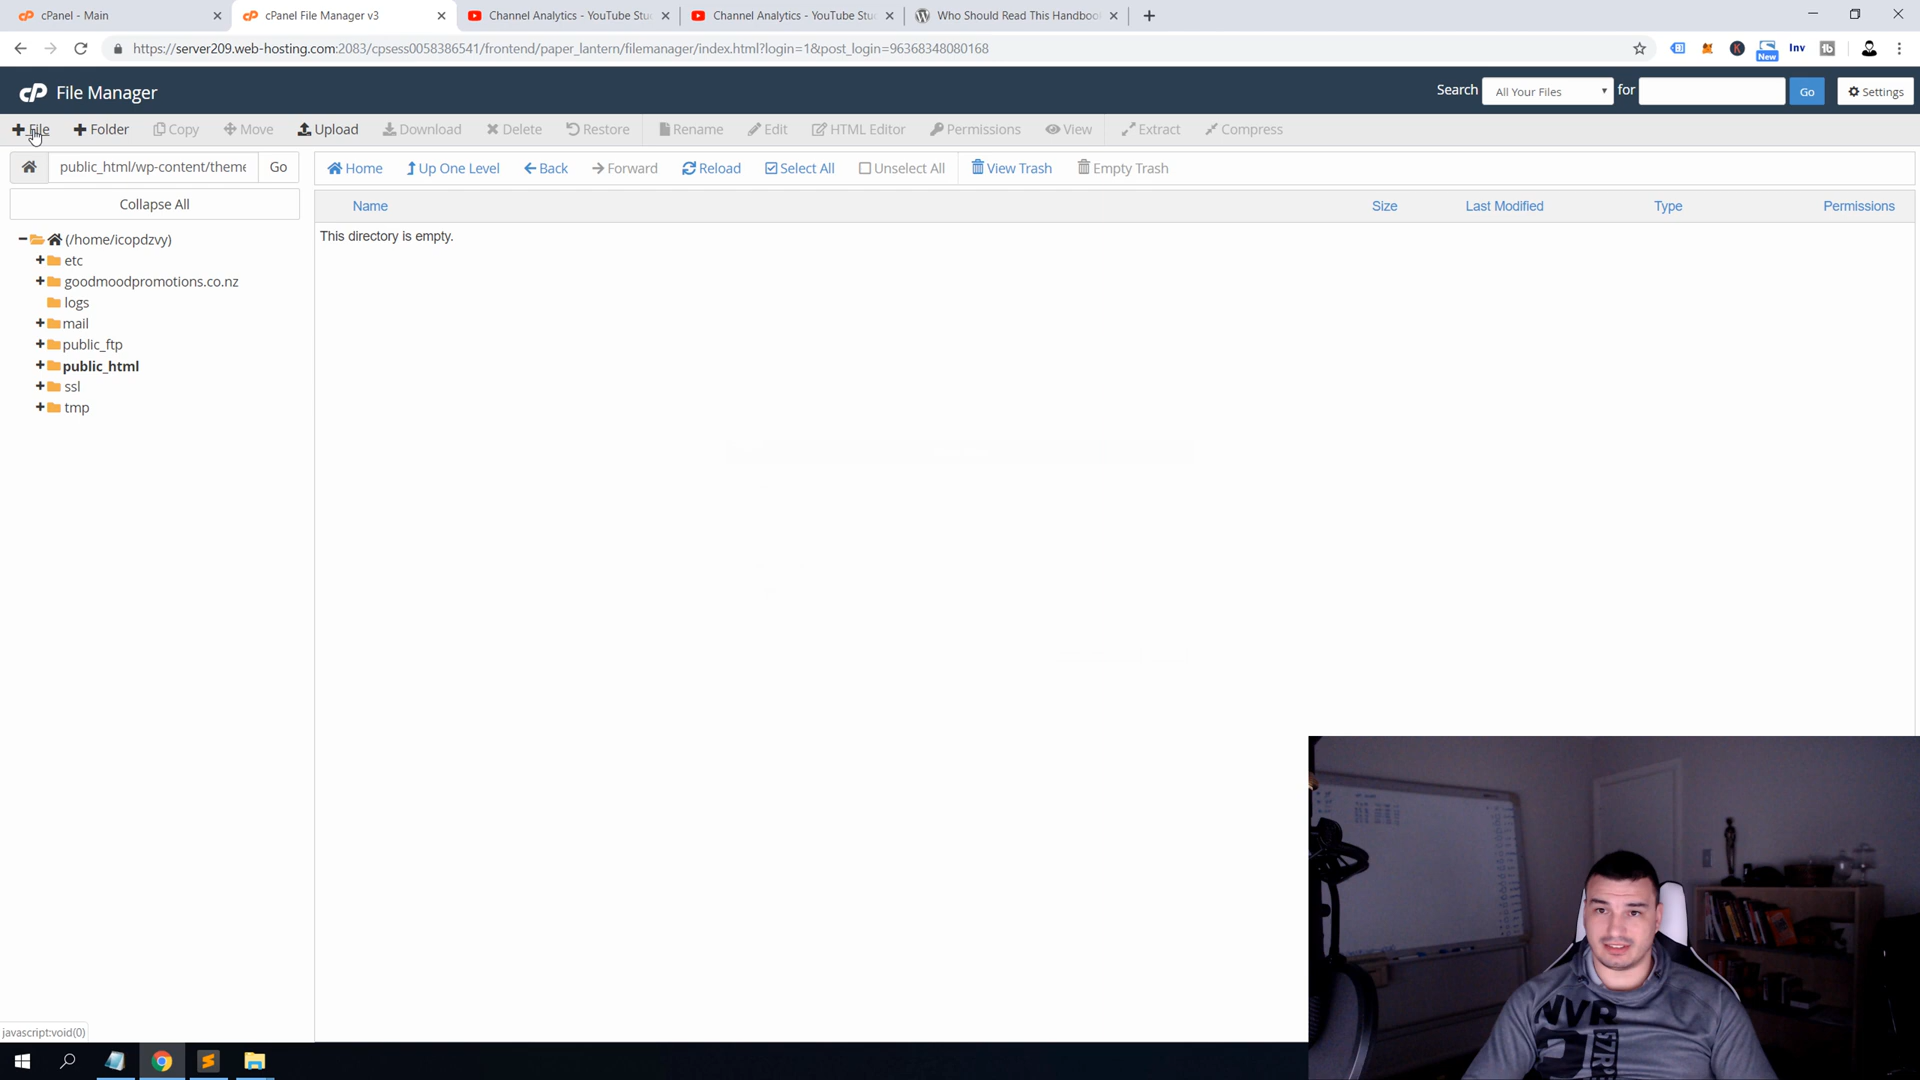 cPanel - Main
cPanel File Manager v3
Channel Analytics - YouTube Stu
Channel Analytics - YouTube Stu
Who Should Read This Handboo
https://server209.web-hosting.com:2083/cpsess0058386541/frontend/paper_lantern/filemanager/index.html?login=1&post_login=96368348080168
New
Inv
tb
cP File Manager
Search
All Your Files
for
Go
Settings
File
Folder
Copy
Move
Upload
Download
Delete
Restore
Rename
Edit
HTML Editor
Permissions
View
Extract
Compress
public_html/wp-content/theme
Go
Home
Up One Level
Back
Forward
Reload
Select All
Unselect All
View Trash
Empty Trash
Collapse All
Name
Size
Last Modified
Type
Permissions
This directory is empty.
(/home/icopdzvy)
etc
goodmoodpromotions.co.nz
logs
mail
public_ftp
public_html
ssl
tmp
javascript:void(0)